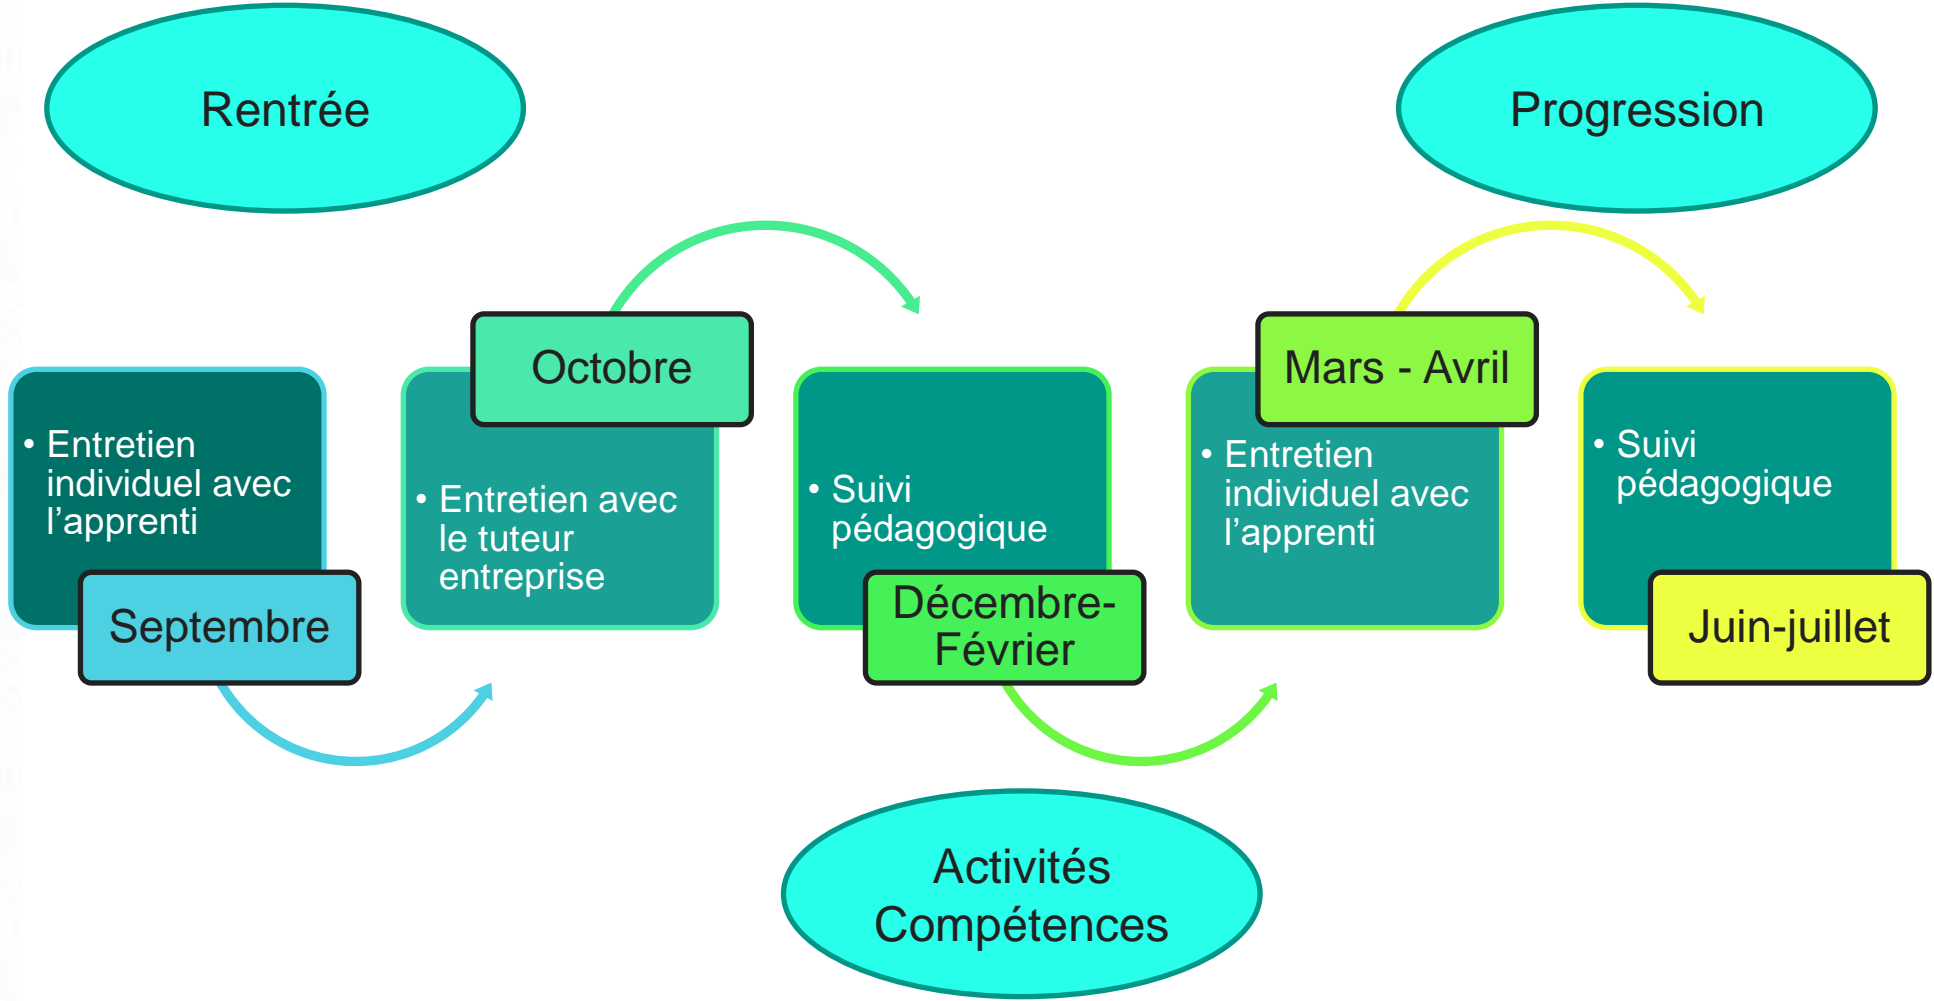 Rentrée
Progression
• Entretien
individuel avec
l’apprenti
Septembre
Octobre
• Entretien avec
le tuteur
entreprise
• Suivi
pédagogique
Décembre-
Février
Mars - Avril
• Entretien
individuel avec
l’apprenti
• Suivi
pédagogique
Juin-juillet
Activités
Compétences